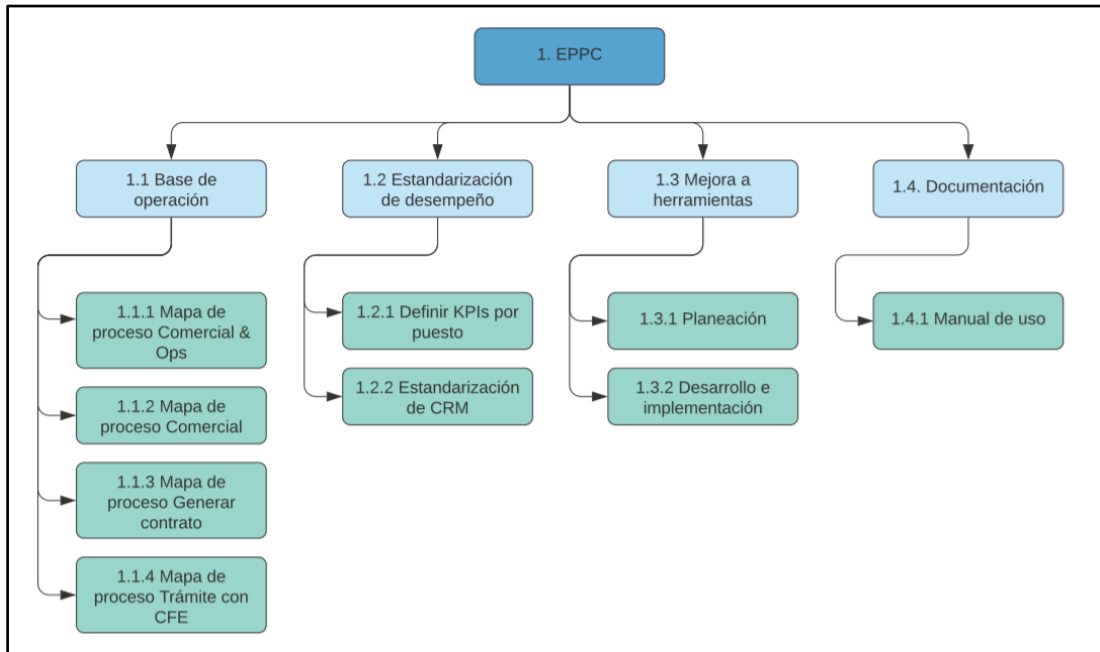 1. EPPC
1.1 Base de
operación
1.2 Estandarización
de desempeño
1.3 Mejora a
herramientas
1.4. Documentación
1.1.1 Mapa de
proceso Comercial &
Ops
1.1.2 Mapa de
proceso Comercial
1.1.3 Mapa de
proceso Generar
contrato
1.1.4 Mapa de
proceso Trámite con
CFE
1.2.1 Definir KPIs por
puesto
1.2.2 Estandarización
de CRM
1.3.1 Planeación
1.3.2 Desarrollo e
implementación
1.4.1 Manual de uso